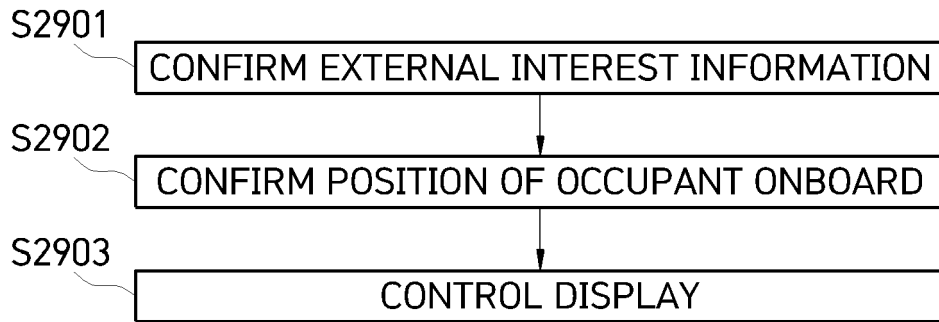 S2901
CONFIRM EXTERNAL INTEREST INFORMATION
S2902
CONFIRM POSITION OF OCCUPANT ONBOARD
S2903
CONTROL DISPLAY